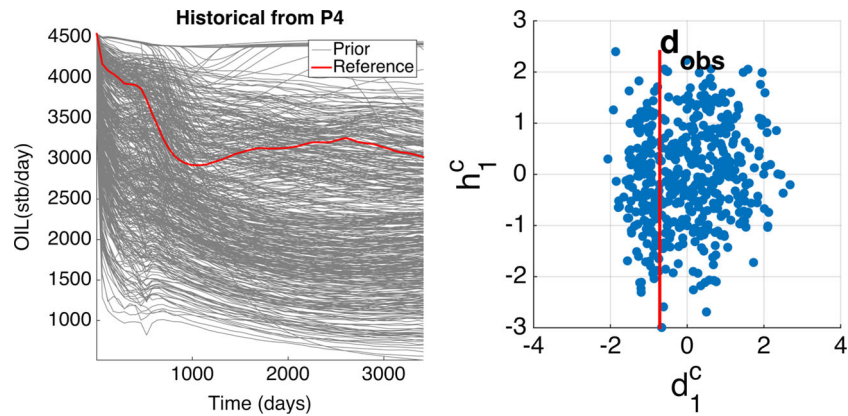 Historical from P4
4500
4000
3500
3000
2500
2000
1500
1000
OIL(stb/day)
Prior
Reference
1000
2000
3000
Time (days)
3
2
1
0
-1
-2
-3
h₁ᶜ
d_obs
-4
-2
0
2
4
d₁ᶜ